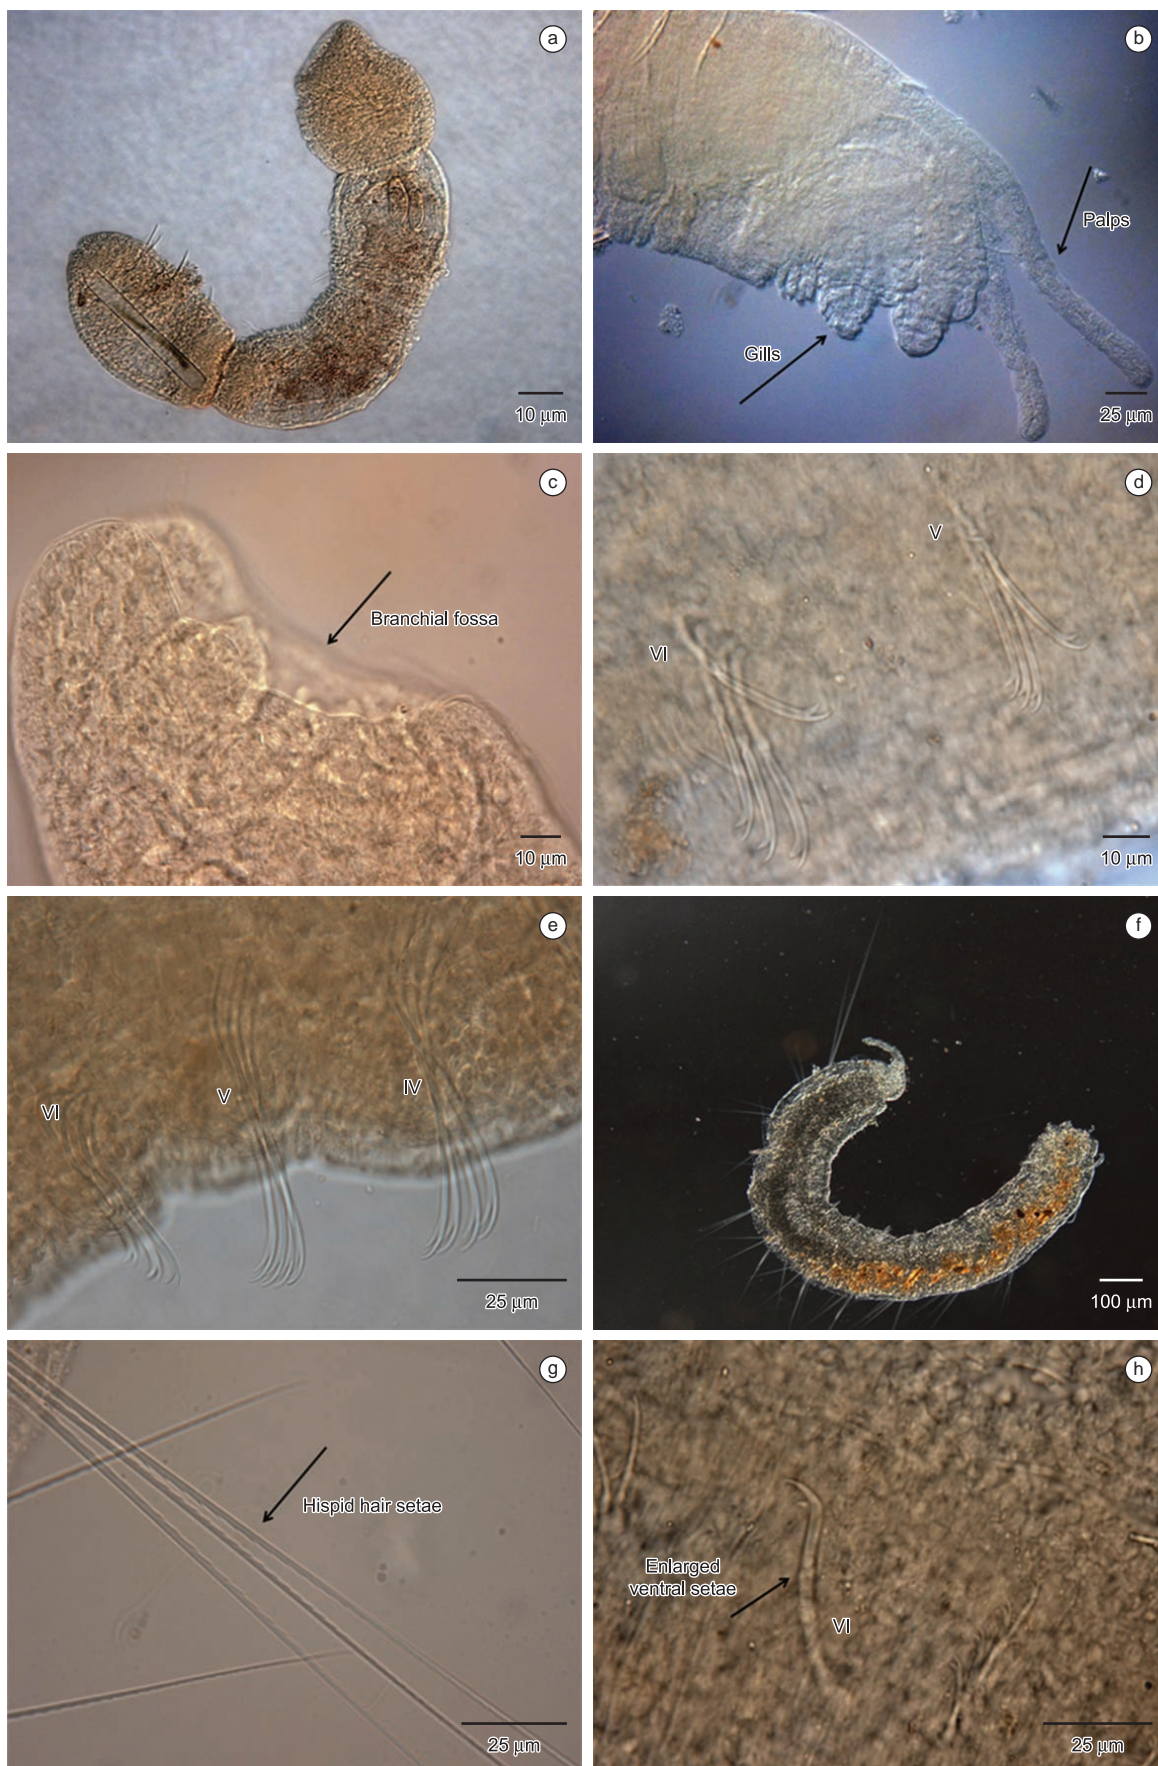 a
10 μm
b
Palps
Gills
25 μm
c
Branchial fossa
10 μm
d
V
VI
10 μm
e
VI
V
IV
25 μm
f
100 μm
g
Hispid hair setae
25 μm
h
Enlarged
ventral setae
VI
25 μm